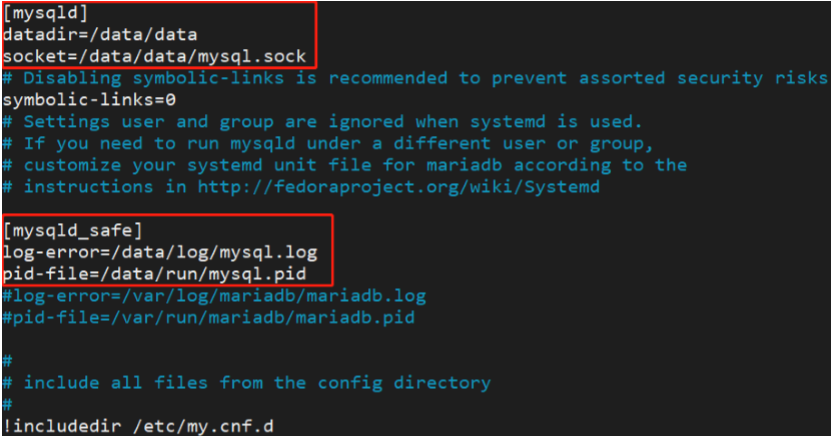 [mysqld]
datadir=/data/data
socket=/data/data/mysql.sock
# Disabling symbolic-links is recommended to prevent assorted security risks
symbolic-links=0
# Settings user and group are ignored when systemd is used.
# If you need to run mysqld under a different user or group,
# customize your systemd unit file for mariadb according to the
# instructions in http://fedoraproject.org/wiki/Systemd
[mysqld_safe]
log-error=/data/log/mysql.log
pid-file=/data/run/mysql.pid
#log-error=/var/log/mariadb/mariadb.log
#pid-file=/var/run/mariadb/mariadb.pid
#
# include all files from the config directory
#
!includedir /etc/my.cnf.d